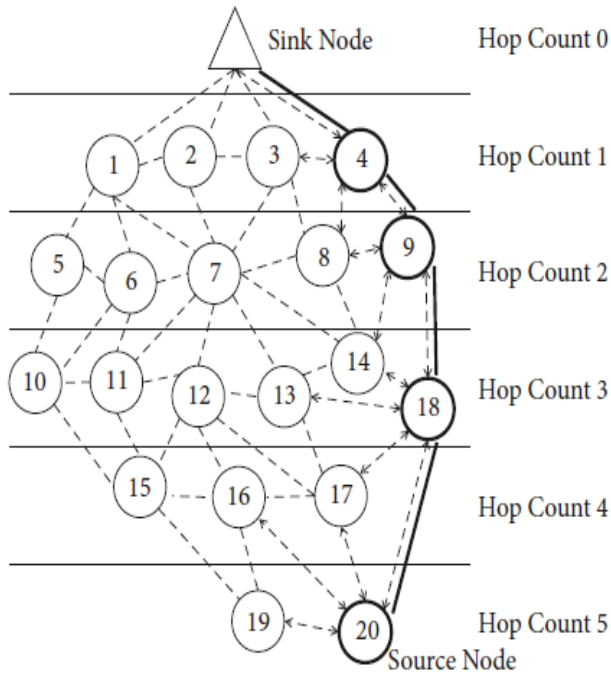 Sink Node
Hop Count 0
1
2
3
4
Hop Count 1
5
6
7
8
9
Hop Count 2
10
11
12
13
14
18
Hop Count 3
15
16
17
Hop Count 4
19
20
Hop Count 5
Source Node